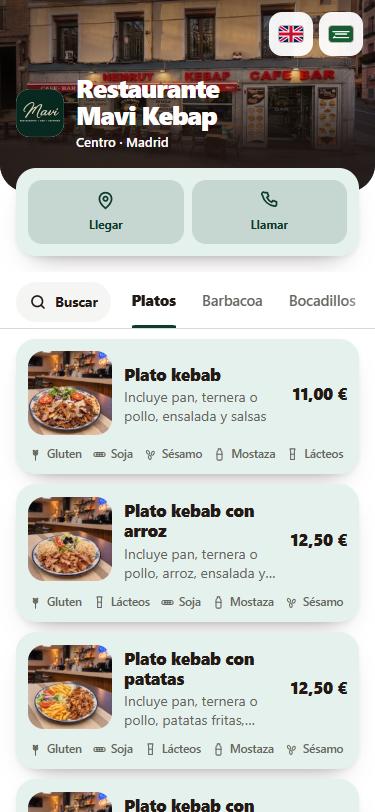 NEMRUT KEBAP CAFE BAR
Restaurante
Mavi Kebap
Mavi
Centro · Madrid
Llegar
Llamar
Buscar
Platos
Barbacoa
Bocadillos
Plato kebab
Incluye pan, ternera o
pollo, ensalada y salsas
11,00 €
Gluten Soja Sésamo Mostaza Lácteos
Plato kebab con
arroz
Incluye pan, ternera o
pollo, arroz, ensalada y...
12,50 €
Gluten Lácteos Soja Mostaza Sésamo
Plato kebab con
patatas
Incluye pan, ternera o
pollo, patatas fritas,...
12,50 €
Gluten Soja Lácteos Mostaza Sésamo
Plato kebab con